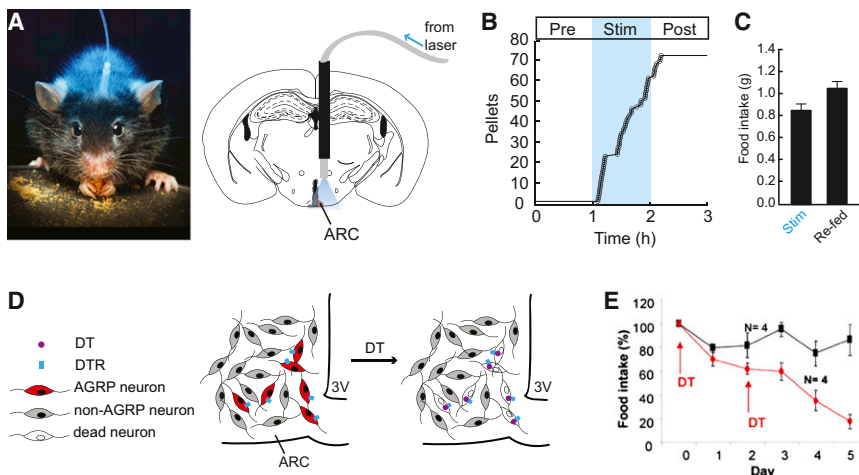 A
from
laser
ARC
B
Pre Stim Post
80
70
60
50
40
30
20
10
0
Pellets
0 1 2 3
Time (h)
C
1.4
1.2
1.0
0.8
0.6
0.4
0.2
0.0
Food intake (g)
Stim
Re-fed
D
DT
DTR
AGRP neuron
non-AGRP neuron
dead neuron
DT
3V
3V
ARC
E
120
100
80
60
40
20
0
Food intake (%)
N= 4
N= 4
DT
DT
0 1 2 3 4 5
Day